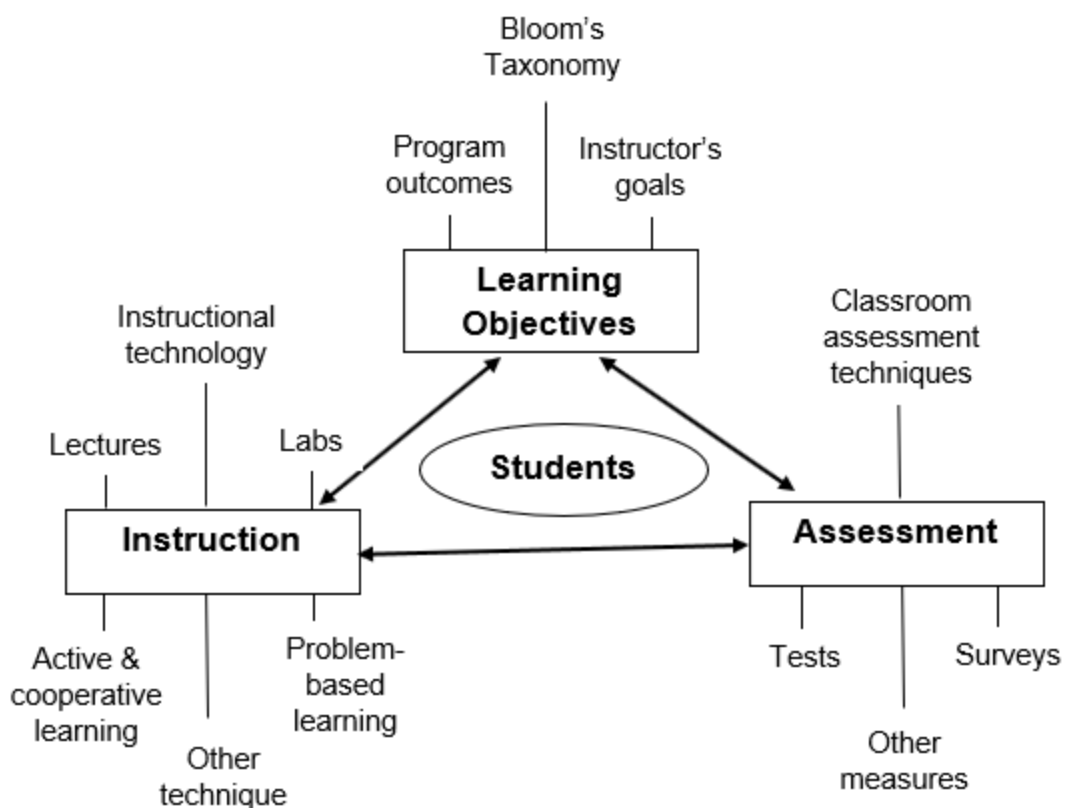 Bloom's
Taxonomy
Program
outcomes
Instructor's
goals
Learning
Objectives
Instructional
technology
Classroom
assessment
techniques
Lectures
Labs
Students
Instruction
Assessment
Active &
cooperative
learning
Problem-
based
learning
Other
technique
Tests
Surveys
Other
measures